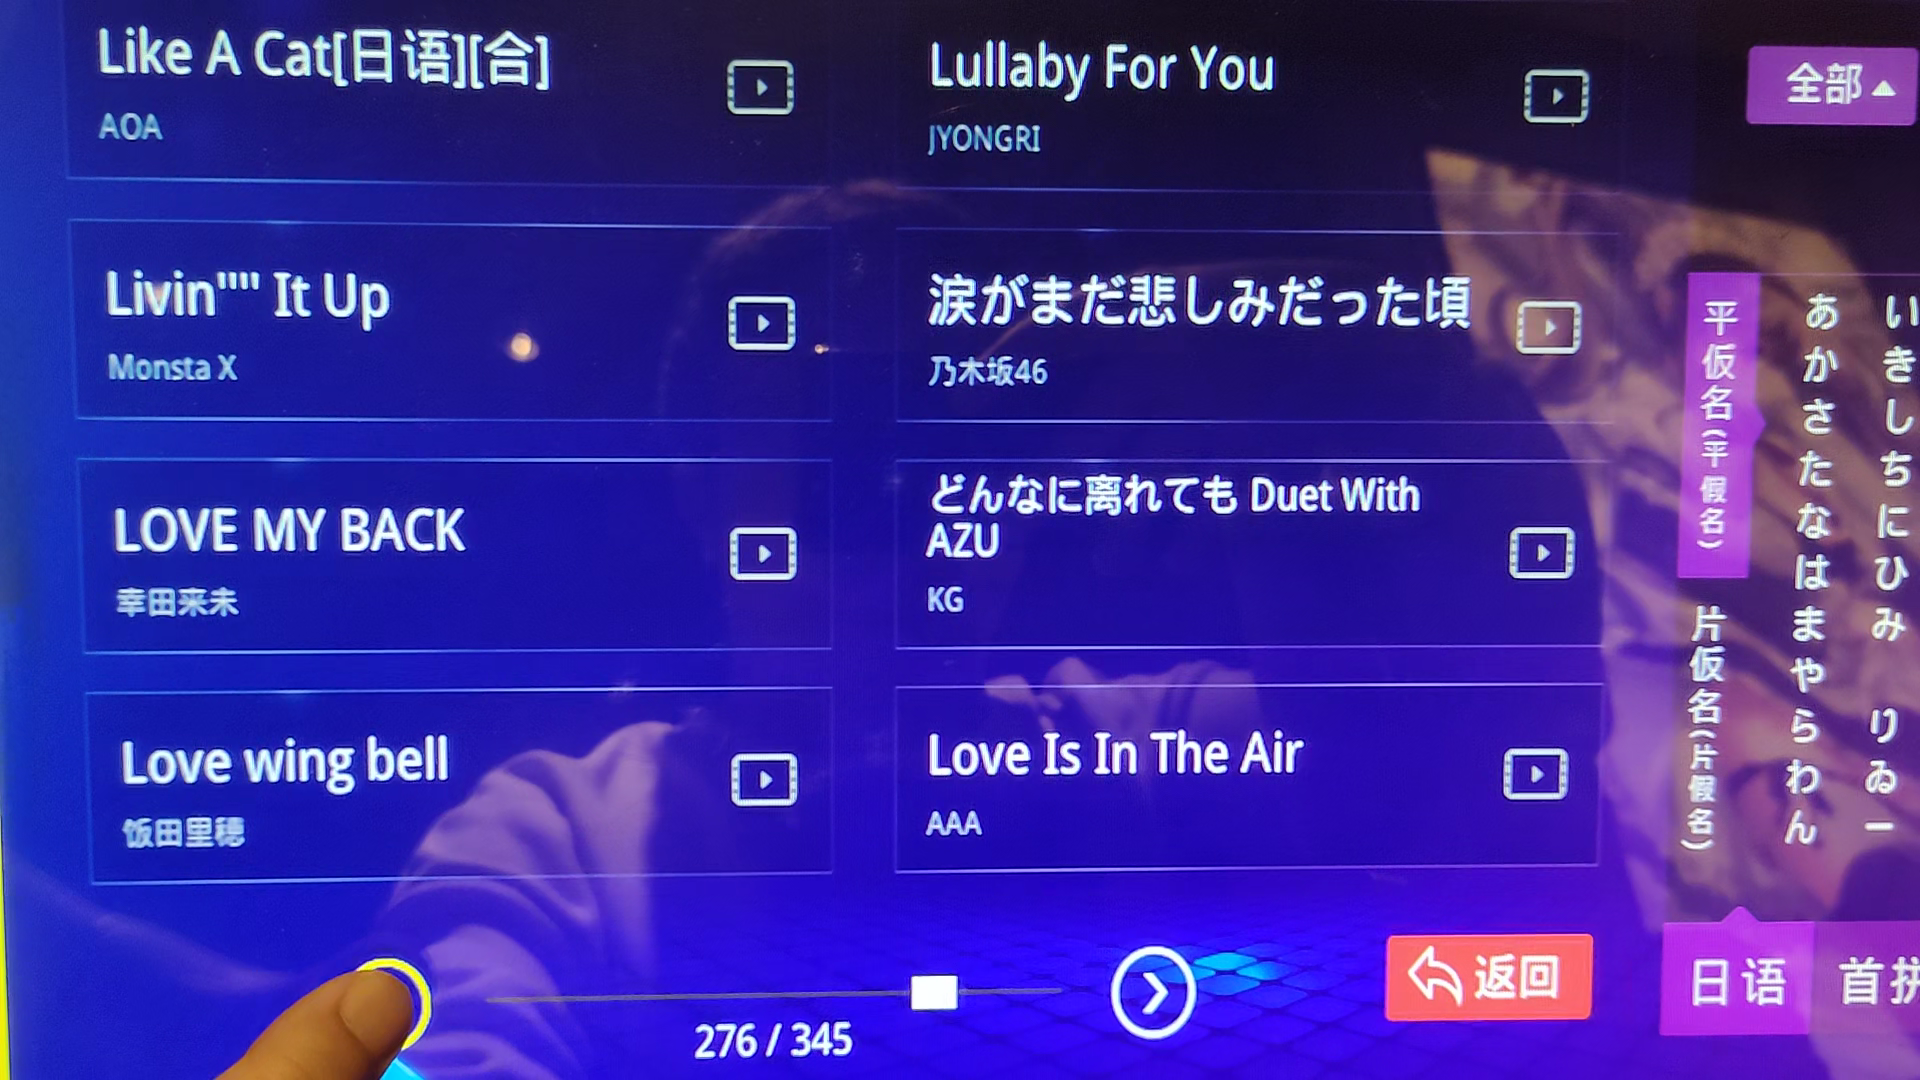 Like A Cat[日语][合]
AOA
Lullaby For You
JYONGRI
Livin"" It Up
Monsta X
涙がまだ悲しみだった頃
乃木坂46
LOVE MY BACK
幸田来未
どんなに离れても Duet With
AZU
KG
Love wing bell
饭田里穂
Love Is In The Air
AAA
276 / 345
返回
全部
平仮名(平假名)
片仮名(片假名)
あかさたなはまやらわん
いきしちにひみ りゐー
日语
首拼